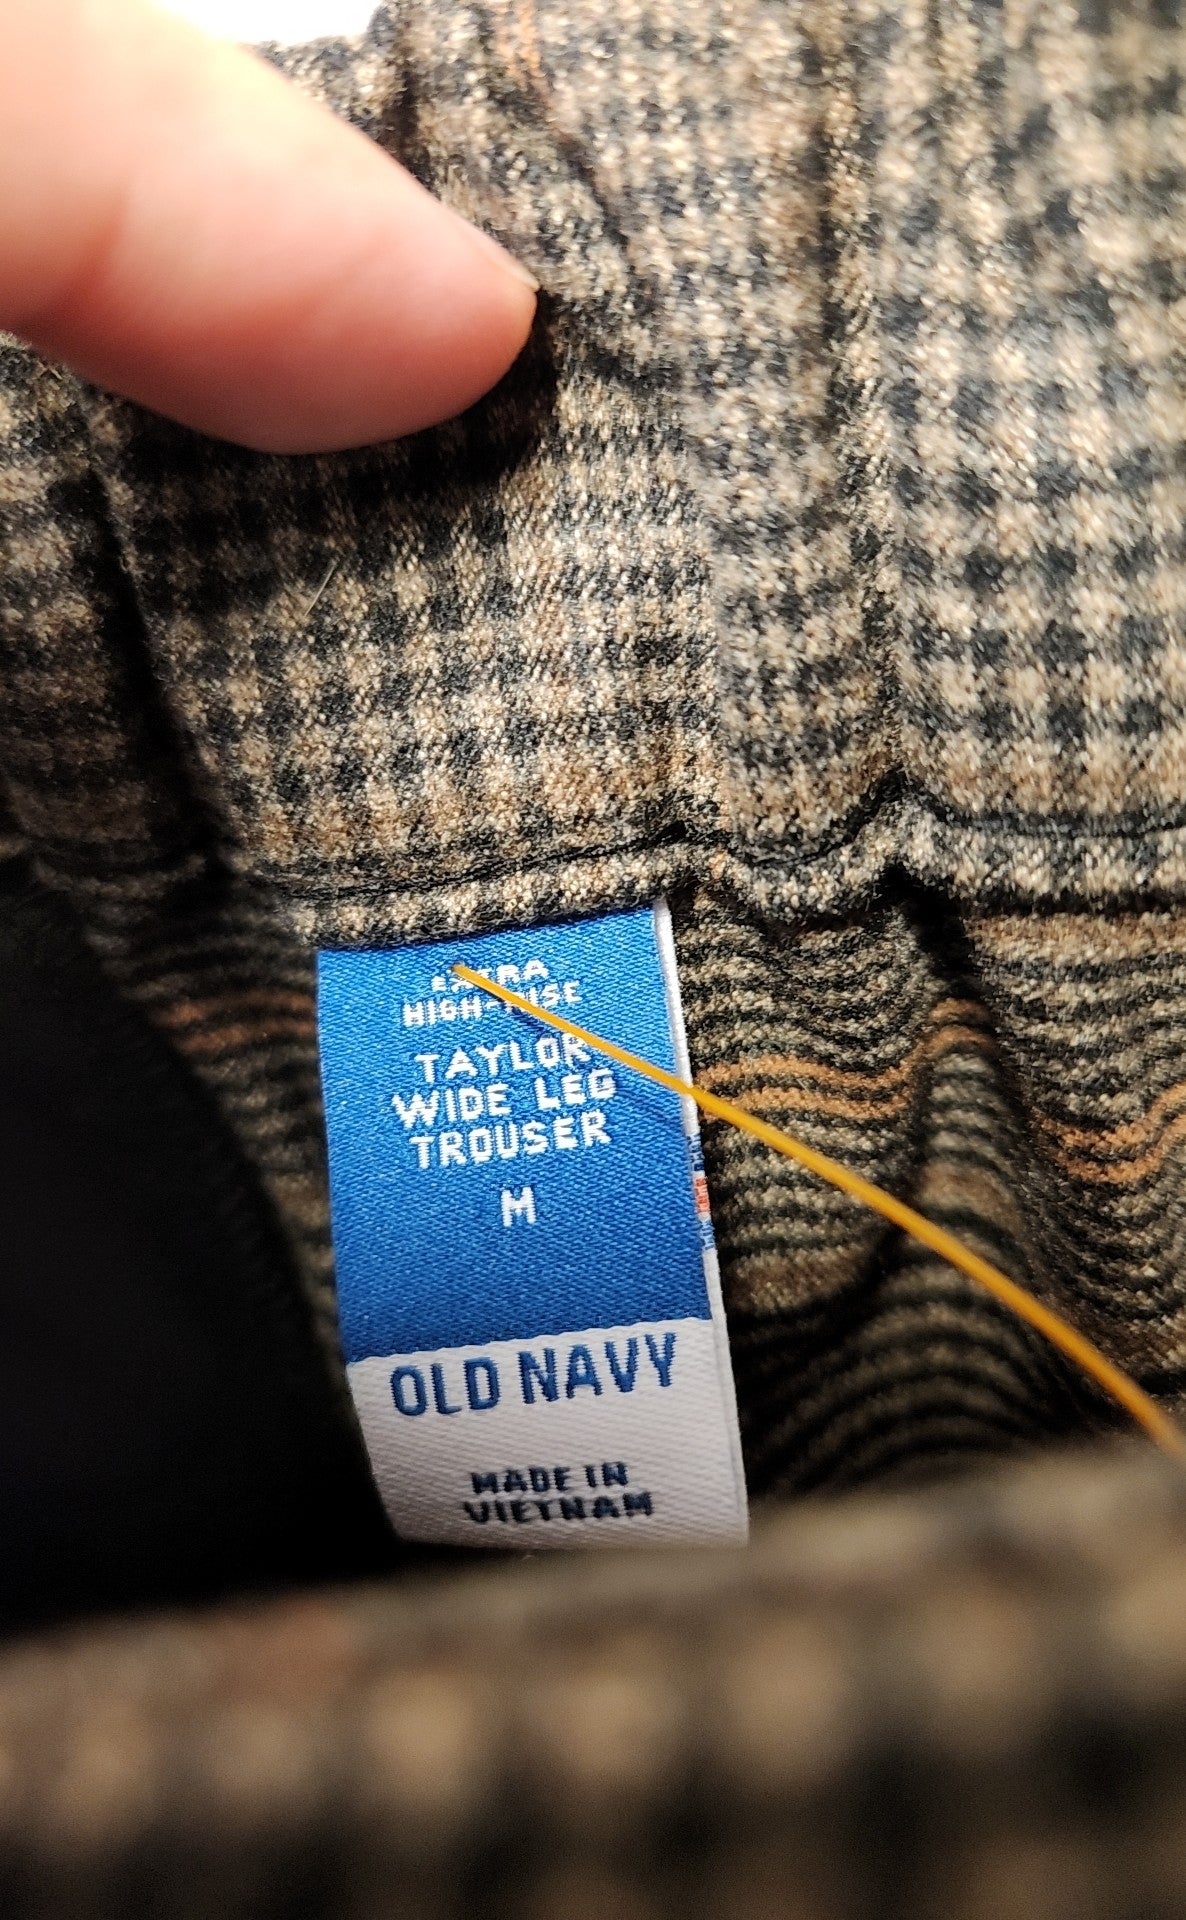 EXTRA
HIGH-RISE
TAYLOR
WIDE LEG
TROUSER
M
OLD NAVY
MADE IN
VIETNAM